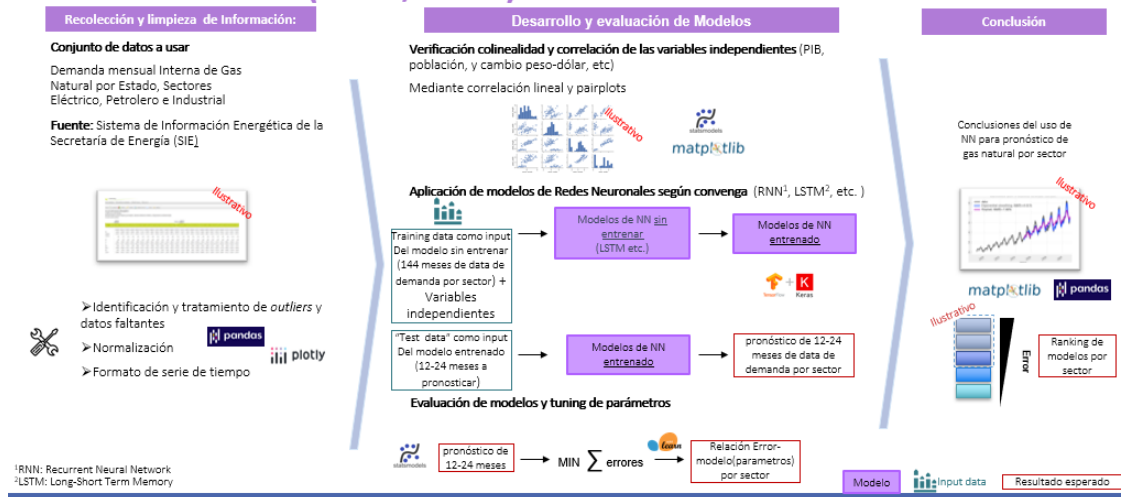 Recolección y limpieza de Información:
Conjunto de datos a usar
Demanda mensual Interna de Gas
Natural por Estado, Sectores
Eléctrico, Petrolero e Industrial
Fuente: Sistema de Información Energética de la
Secretaría de Energía (SIE)
Ilustrativo
➢Identificación y tratamiento de outliers y
datos faltantes
pandas
➢Normalización
plotly
➢Formato de serie de tiempo
¹RNN: Recurrent Neural Network
²LSTM: Long-Short Term Memory
Desarrollo y evaluación de Modelos
Verificación colinealidad y correlación de las variables independientes (PIB,
población, y cambio peso-dólar, etc)
Mediante correlación lineal y pairplots
Ilustrativo
statsmodels
matplotlib
Aplicación de modelos de Redes Neuronales según convenga (RNN¹, LSTM², etc. )
Training data como input
Del modelo sin entrenar
(144 meses de data de
demanda por sector) +
Variables
independientes
Modelos de NN sin
entrenar
(LSTM etc.)
Modelos de NN
entrenado
TensorFlow
+
K
Keras
"Test data" como input
Del modelo entrenado
(12-24 meses a
pronosticar)
Modelos de NN
entrenado
pronóstico de 12-24
meses de data de
demanda por sector
Evaluación de modelos y tuning de parámetros
statsmodels
pronóstico de
12-24 meses
MIN ∑ errores
learn
Relación Error-
modelo(parametros)
por sector
Modelo
Input data
Resultado esperado
Conclusión
Conclusiones del uso de
NN para pronóstico de
gas natural por sector
Ilustrativo
matplotlib
pandas
Ilustrativo
Error
Ranking de
modelos por
sector